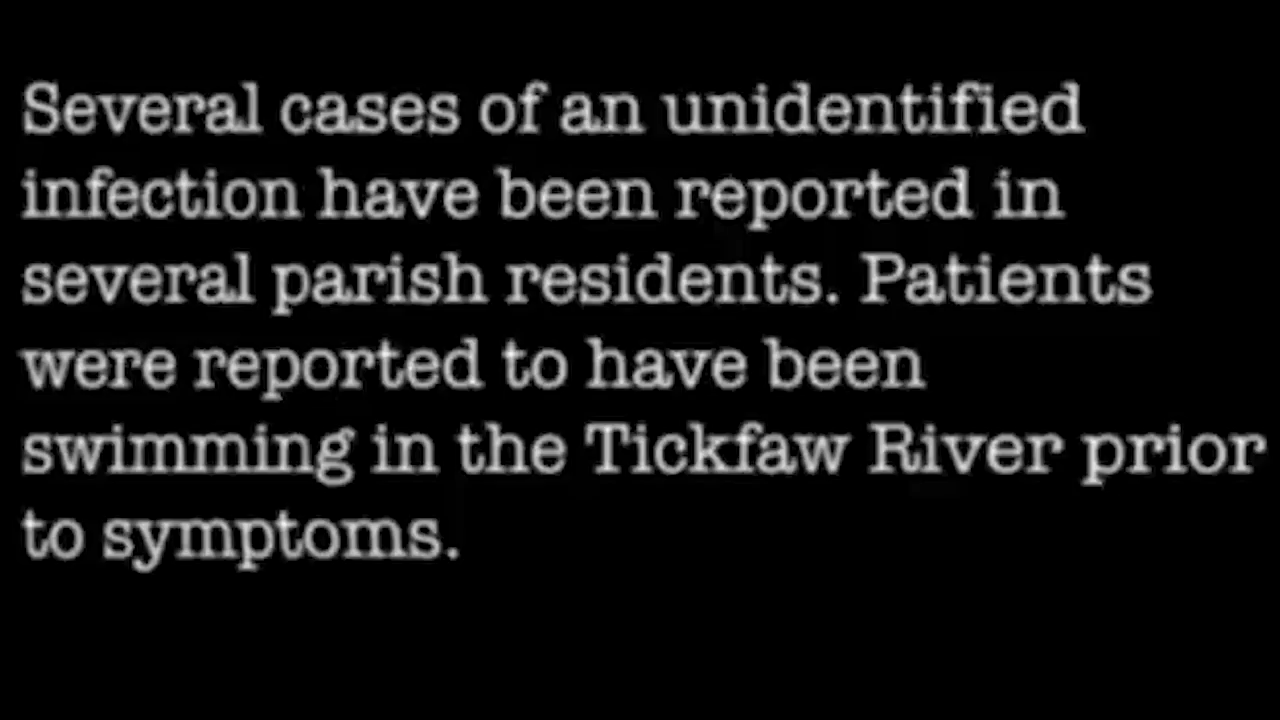 Several cases of an unidentified
infection have been reported in
several parish residents. Patients
were reported to have been
swimming in the Tickfaw River prior
to symptoms.